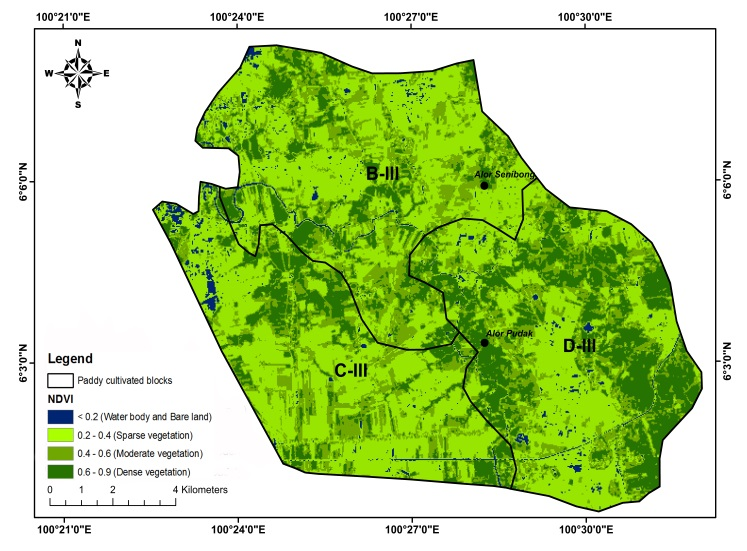 100°21'0"E 100°24'0"E 100°27'0"E 100°30'0"E
N
W E
S
B-III
Alor Senibong
6°6'0"N 6°6'0"N
Alor Pudak
D-III
C-III
6°3'0"N 6°3'0"N
Legend
Paddy cultivated blocks
NDVI
< 0.2 (Water body and Bare land)
0.2 - 0.4 (Sparse vegetation)
0.4 - 0.6 (Moderate vegetation)
0.6 - 0.9 (Dense vegetation)
0 1 2 4 Kilometers
100°21'0"E 100°24'0"E 100°27'0"E 100°30'0"E